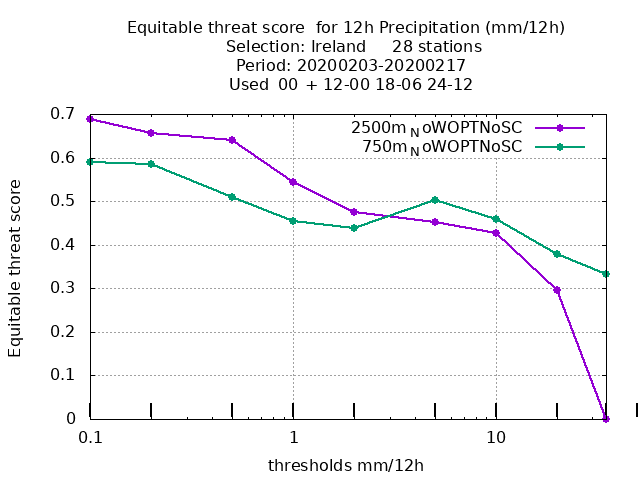 Equitable threat score  for 12h Precipitation (mm/12h)
Selection: Ireland     28 stations
Period: 20200203-20200217
Used  00  + 12-00 18-06 24-12
2500m_NoWOPTNoSC
750m_NoWOPTNoSC
Equitable threat score
0.7
0.6
0.5
0.4
0.3
0.2
0.1
0
0.1 1 10
thresholds mm/12h